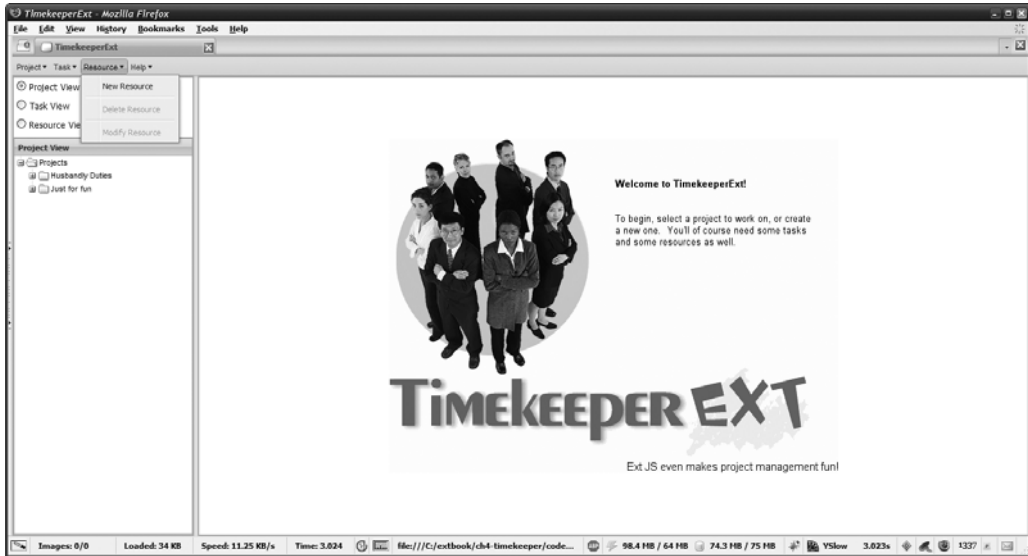 TimekeeperExt - Mozilla Firefox
File Edit View History Bookmarks Tools Help
TimekeeperExt
Project Task Resource Help
New Resource
Delete Resource
Modify Resource
Project View
Task View
Resource Vie
Project View
Projects
Husbandly Duties
Just for fun
Welcome to TimekeeperExt!
To begin, select a project to work on, or create
a new one. You'll of course need some tasks
and some resources as well.
TimekeeperEXT
Ext JS even makes project management fun!
Images: 0/0 Loaded: 34 KB Speed: 11.25 KB/s Time: 3.024 file:///C:/extbook/ch4-timekeeper/code... 98.4 MB / 64 MB 74.3 MB / 75 MB YSlow 3.023s 1337